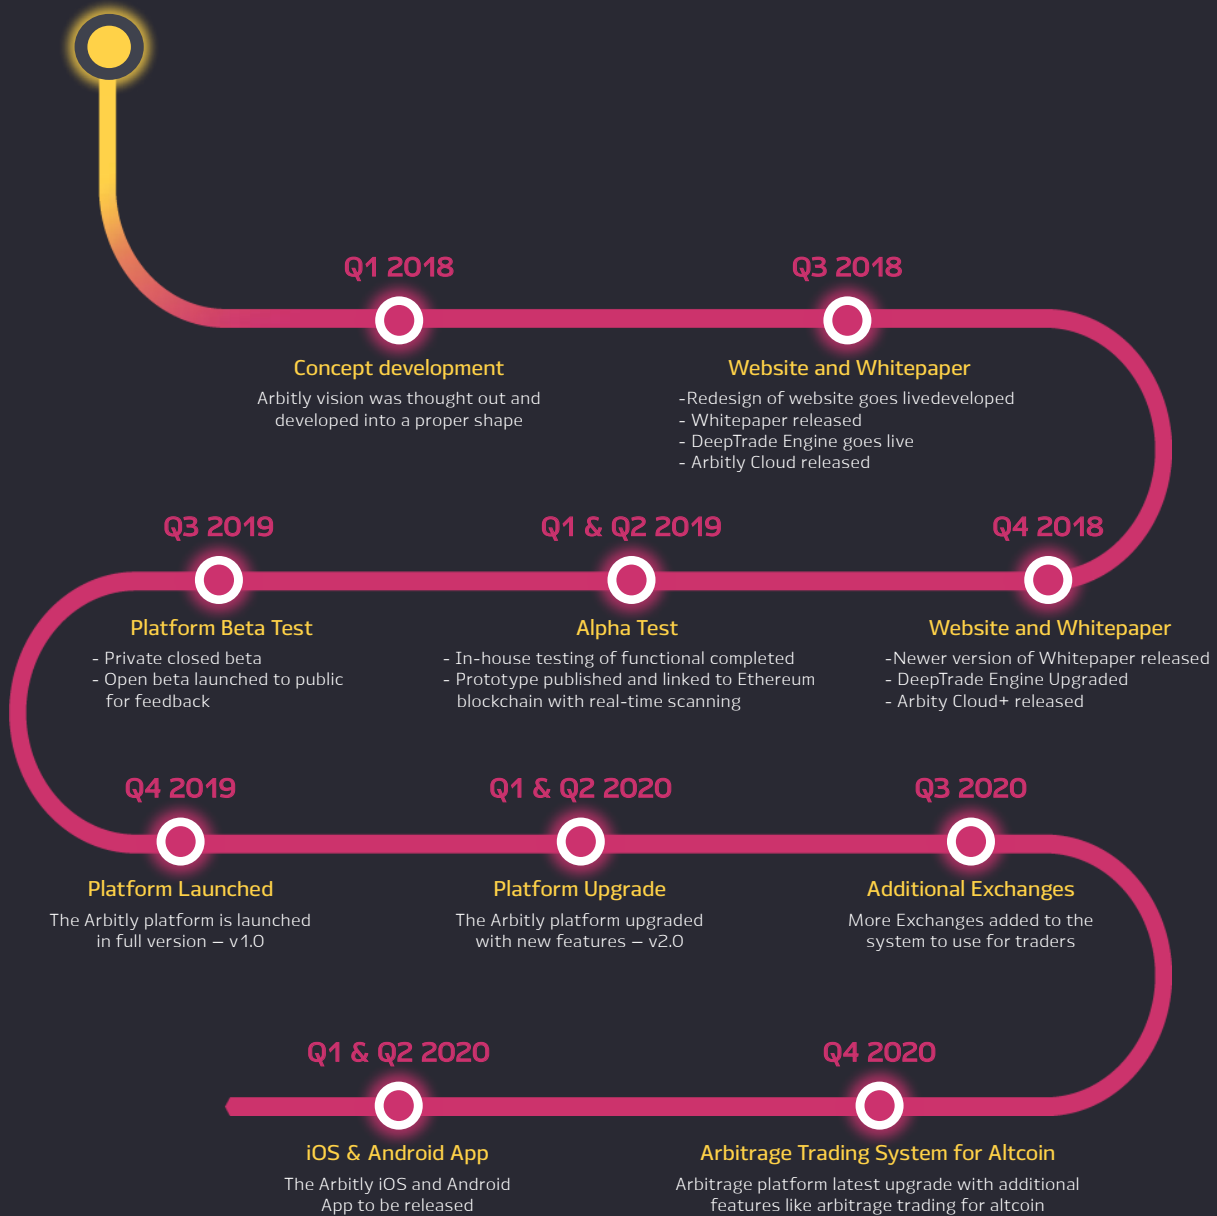 Q1 2018
Concept development
Arbitly vision was thought out and
developed into a proper shape
Q3 2018
Website and Whitepaper
-Redesign of website goes livedeveloped
- Whitepaper released
- DeepTrade Engine goes live
- Arbitly Cloud released
Q4 2018
Website and Whitepaper
-Newer version of Whitepaper released
- DeepTrade Engine Upgraded
- Arbity Cloud+ released
Q1 & Q2 2019
Alpha Test
- In-house testing of functional completed
- Prototype published and linked to Ethereum
blockchain with real-time scanning
Q3 2019
Platform Beta Test
- Private closed beta
- Open beta launched to public
for feedback
Q4 2019
Platform Launched
The Arbitly platform is launched
in full version – v1.0
Q1 & Q2 2020
Platform Upgrade
The Arbitly platform upgraded
with new features – v2.0
Q3 2020
Additional Exchanges
More Exchanges added to the
system to use for traders
Q4 2020
Arbitrage Trading System for Altcoin
Arbitrage platform latest upgrade with additional
features like arbitrage trading for altcoin
Q1 & Q2 2020
iOS & Android App
The Arbitly iOS and Android
App to be released